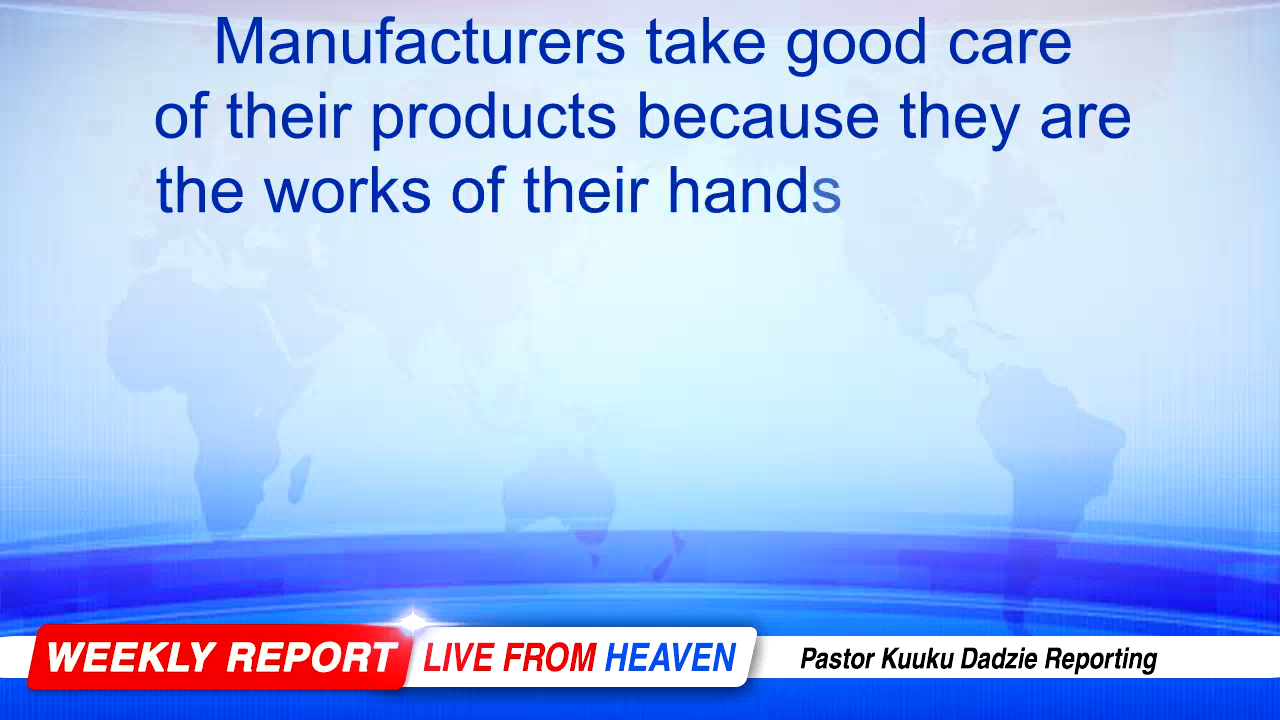 Manufacturers take good care
of their products because they are
the works of their hands
WEEKLY REPORT LIVE FROM HEAVEN Pastor Kuuku Dadzie Reporting